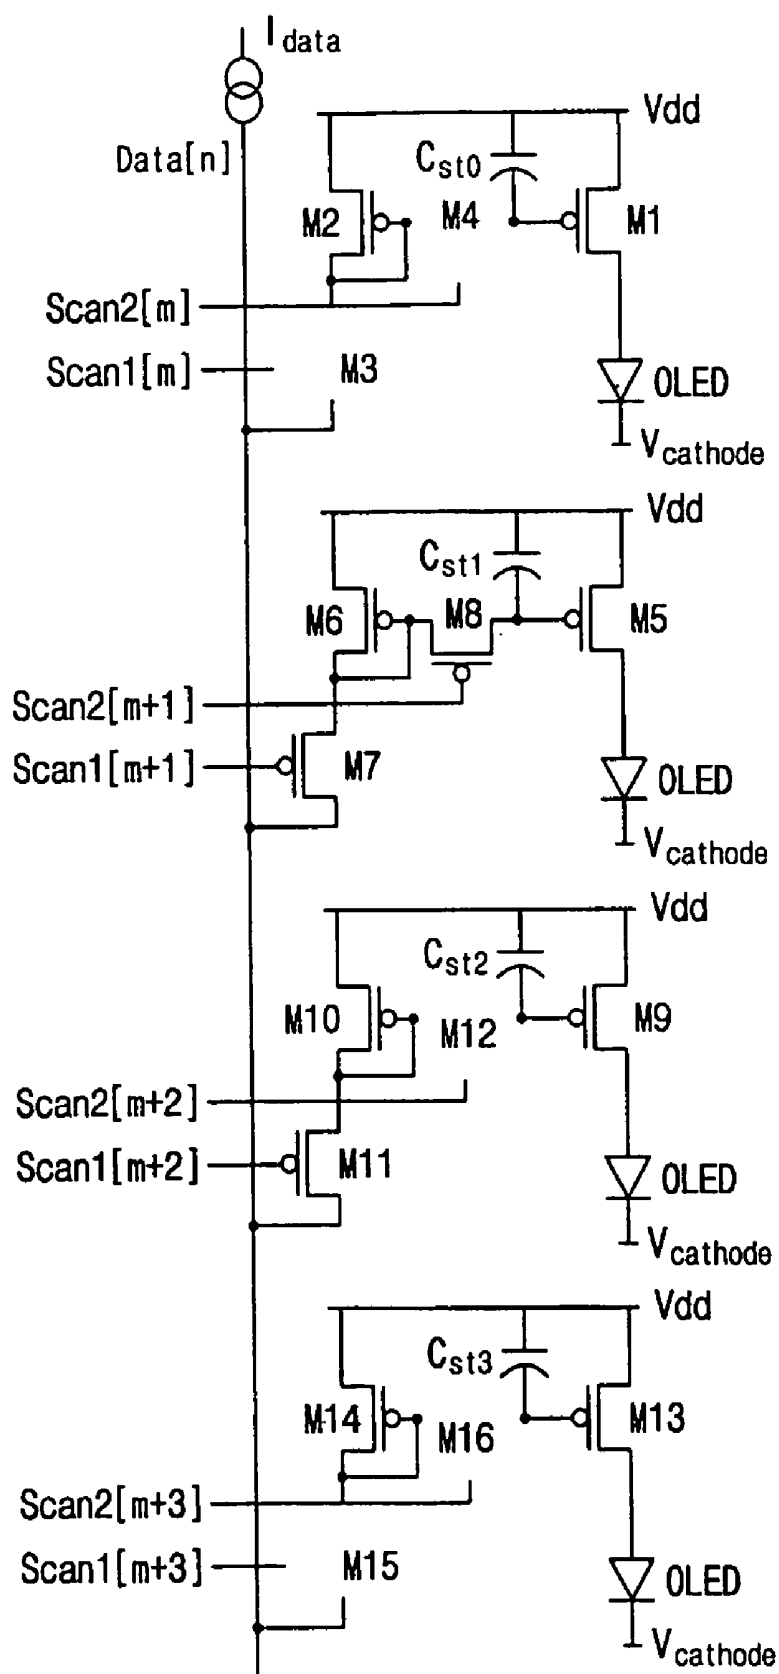 Idata
Data[n]
Vdd
Cst0
M2
M4
M1
Scan2[m]
Scan1[m]
M3
OLED
Vcathode
Vdd
Cst1
M6
M8
M5
Scan2[m+1]
Scan1[m+1]
M7
OLED
Vcathode
Vdd
Cst2
M10
M12
M9
Scan2[m+2]
Scan1[m+2]
M11
OLED
Vcathode
Vdd
Cst3
M14
M16
M13
Scan2[m+3]
Scan1[m+3]
M15
OLED
Vcathode